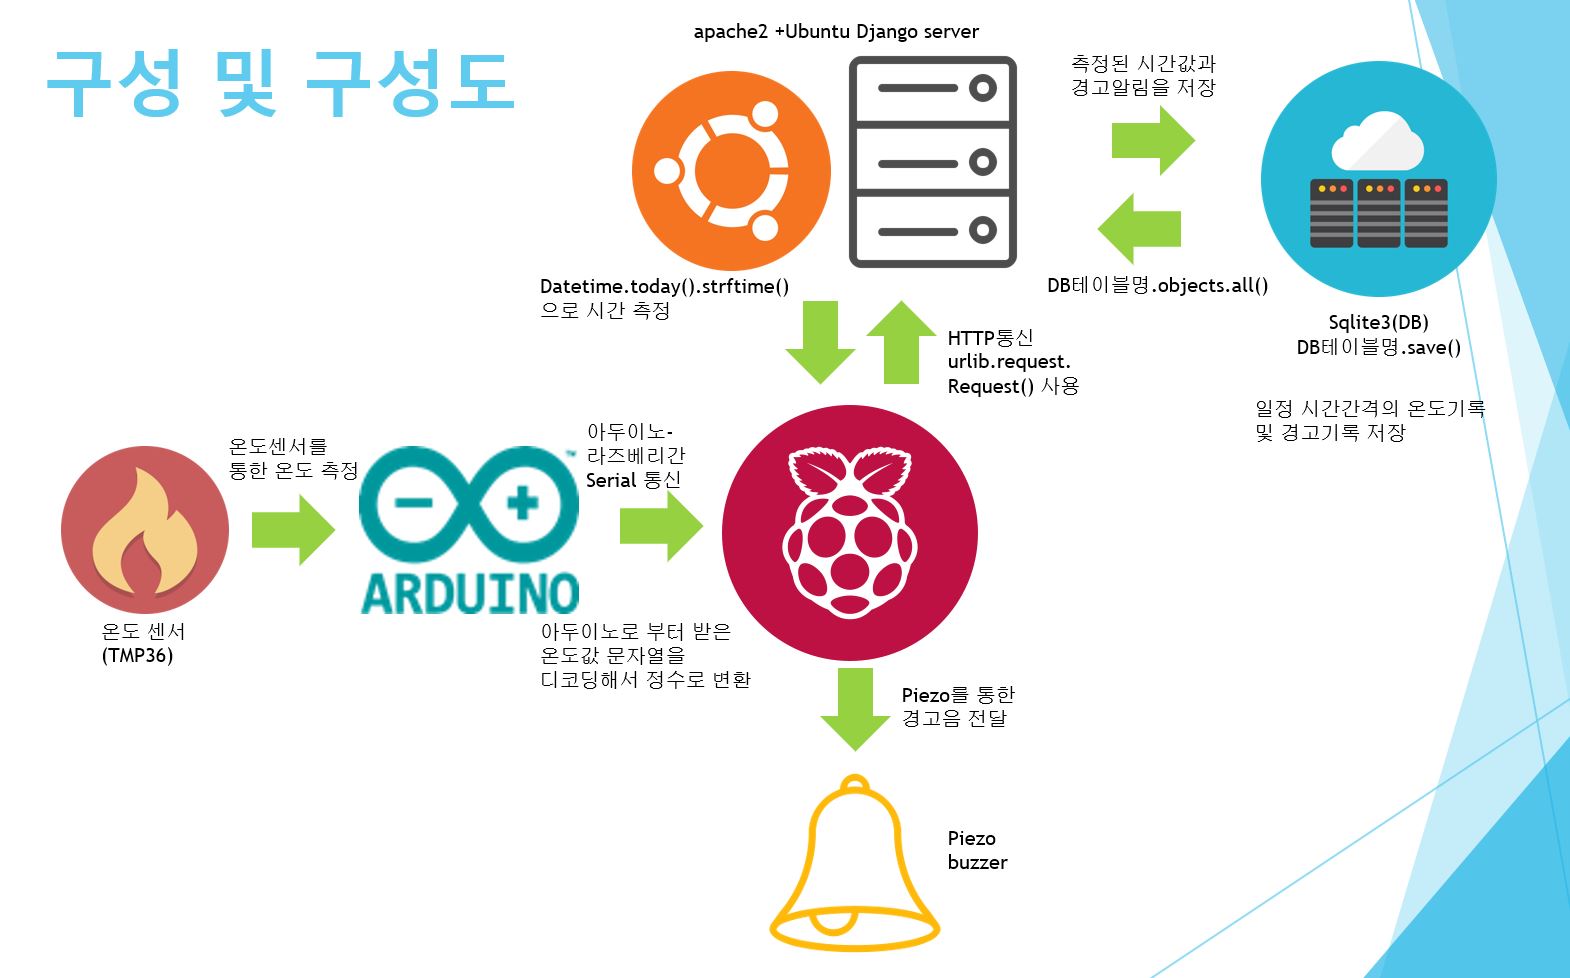 구성 및 구성도
apache2 +Ubuntu Django server
측정된 시간값과
경고알림을 저장
Datetime.today().strftime()
으로 시간 측정
DB테이블명.objects.all()
Sqlite3(DB)
DB테이블명.save()
HTTP통신
urlib.request.
Request() 사용
일정 시간간격의 온도기록
및 경고기록 저장
온도센서를
통한 온도 측정
아두이노-
라즈베리간
Serial 통신
ARDUINO
TM
온도 센서
(TMP36)
아두이노로 부터 받은
온도값 문자열을
디코딩해서 정수로 변환
Piezo를 통한
경고음 전달
Piezo
buzzer